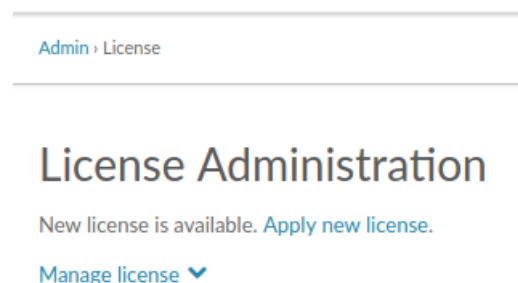 Admin › License
License Administration
New license is available. Apply new license.
Manage license